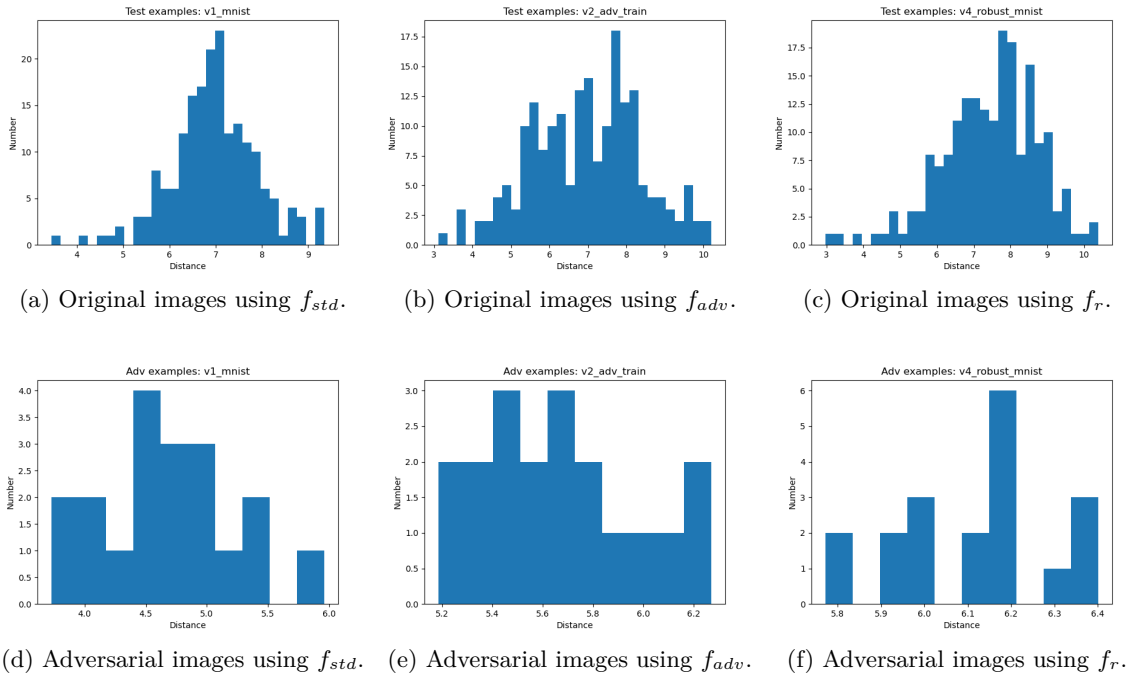 Test examples: v1_mnist
Number
20
15
10
5
0
4 5 6 7 8 9
Distance
(a) Original images using f_std.
Test examples: v2_adv_train
Number
17.5
15.0
12.5
10.0
7.5
5.0
2.5
0.0
3 4 5 6 7 8 9 10
Distance
(b) Original images using f_adv.
Test examples: v4_robust_mnist
Number
17.5
15.0
12.5
10.0
7.5
5.0
2.5
0.0
3 4 5 6 7 8 9 10
Distance
(c) Original images using f_r.
Adv examples: v1_mnist
Number
4.0
3.5
3.0
2.5
2.0
1.5
1.0
0.5
0.0
4.0 4.5 5.0 5.5 6.0
Distance
(d) Adversarial images using f_std.
Adv examples: v2_adv_train
Number
3.0
2.5
2.0
1.5
1.0
0.5
0.0
5.2 5.4 5.6 5.8 6.0 6.2
Distance
(e) Adversarial images using f_adv.
Adv examples: v4_robust_mnist
Number
6
5
4
3
2
1
0
5.8 5.9 6.0 6.1 6.2 6.3 6.4
Distance
(f) Adversarial images using f_r.